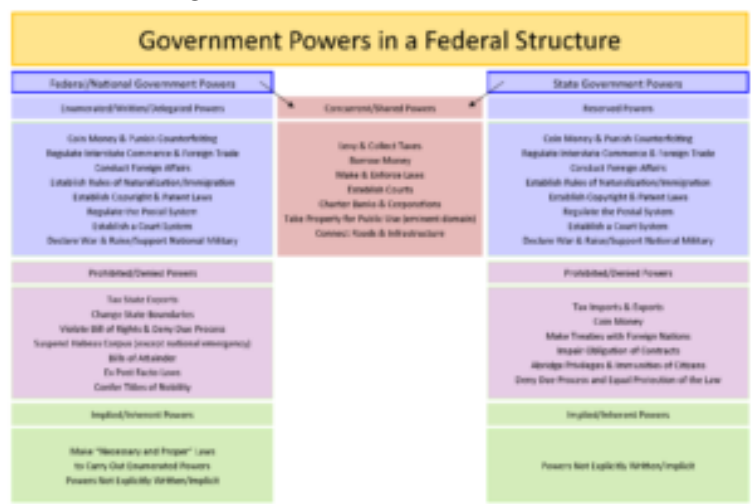 Government Powers in a Federal Structure
Federal/National Government Powers
Enumerated/Written/Delegated Powers
Coin Money & Punish Counterfeiting
Regulate Interstate Commerce & Foreign Trade
Conduct Foreign Affairs
Establish Rules of Naturalization/Immigration
Establish Copyright & Patent Laws
Regulate the Postal System
Establish a Court System
Declare War & Raise/Support National Military
Prohibited/Denied Powers
Tax State Exports
Change State Boundaries
Violate Bill of Rights & Deny Due Process
Suspend Habeas Corpus (except national emergency)
Bills of Attainder
Ex Post Facto Laws
Confer Titles of Nobility
Implied/Inherent Powers
Make "Necessary and Proper" Laws
to Carry Out Enumerated Powers
Powers Not Explicitly Written/Implicit
Concurrent/Shared Powers
Levy & Collect Taxes
Borrow Money
Make & Enforce Laws
Establish Courts
Charter Banks & Corporations
Take Property for Public Use (eminent domain)
Connect Roads & Infrastructure
State Government Powers
Reserved Powers
Coin Money & Punish Counterfeiting
Regulate Interstate Commerce & Foreign Trade
Conduct Foreign Affairs
Establish Rules of Naturalization/Immigration
Establish Copyright & Patent Laws
Regulate the Postal System
Establish a Court System
Declare War & Raise/Support National Military
Prohibited/Denied Powers
Tax Imports & Exports
Coin Money
Make Treaties with Foreign Nations
Impair Obligation of Contracts
Abridge Privileges & Immunities of Citizens
Deny Due Process and Equal Protection of the Law
Implied/Inherent Powers
Powers Not Explicitly Written/Implicit